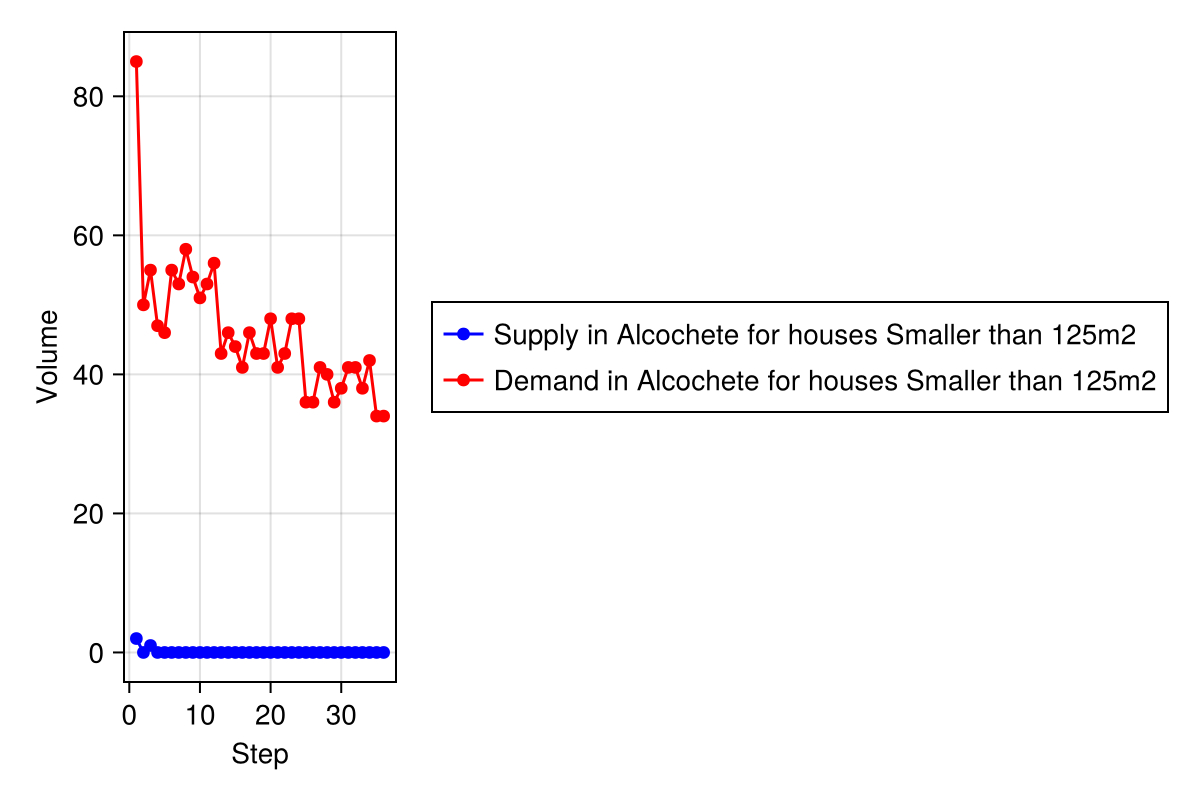 80
60
40
20
0
Volume
0 10 20 30
Step
Supply in Alcochete for houses Smaller than 125m2
Demand in Alcochete for houses Smaller than 125m2